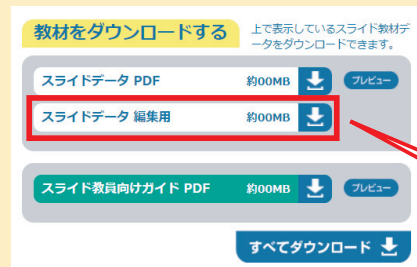 教材をダウンロードする
上で表示しているスライド教材デ
ータをダウンロードできます。
スライドデータ PDF 約00MB プレビュー
スライドデータ 編集用 約00MB
スライド教員向けガイド PDF 約00MB プレビュー
すべてダウンロード